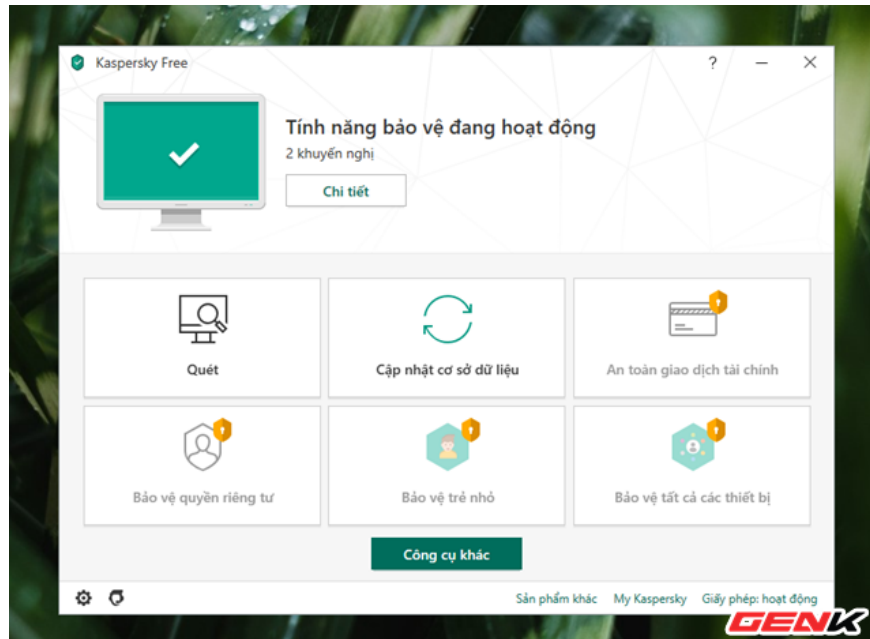 Kaspersky Free
?
Tính năng bảo vệ đang hoạt động
2 khuyến nghị
Chi tiết
Quét
Cập nhật cơ sở dữ liệu
An toàn giao dịch tài chính
Bảo vệ quyền riêng tư
Bảo vệ trẻ nhỏ
Bảo vệ tất cả các thiết bị
Công cụ khác
Sản phẩm khác My Kaspersky Giấy phép: hoạt động
GENK